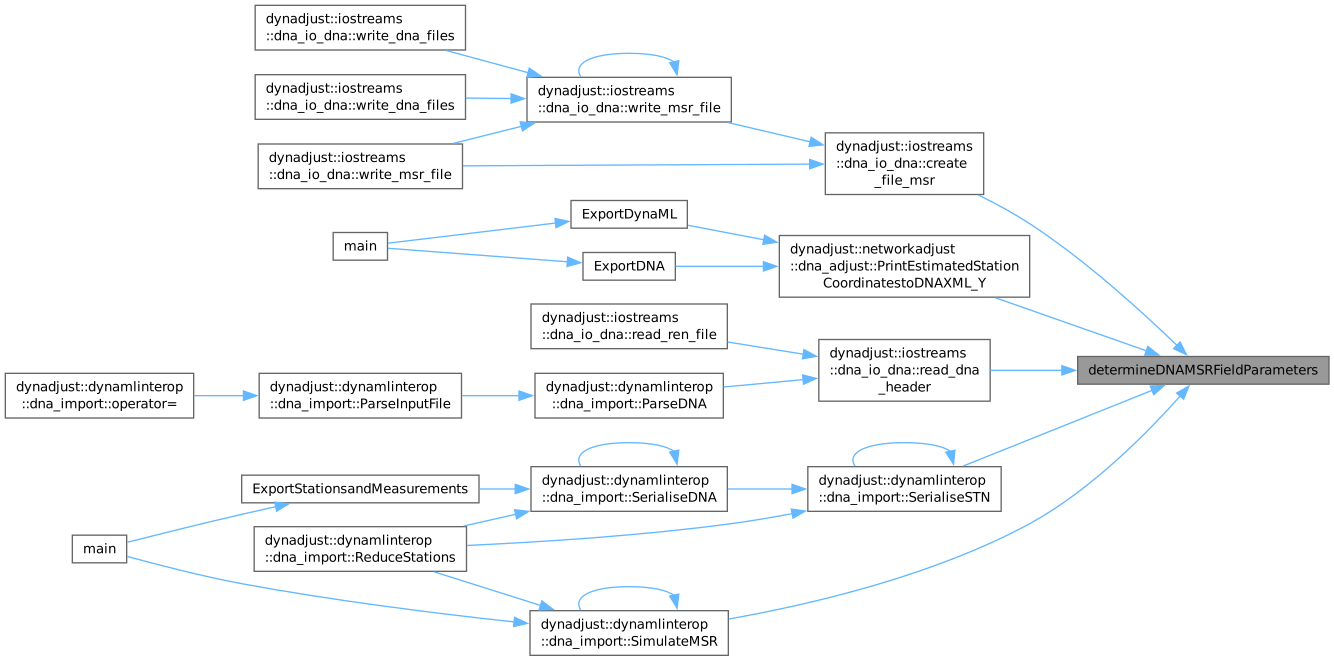 dynadjust::iostreams
::dna_io_dna::write_dna_files
dynadjust::iostreams
::dna_io_dna::write_dna_files
dynadjust::iostreams
::dna_io_dna::write_msr_file
dynadjust::iostreams
::dna_io_dna::write_msr_file
dynadjust::iostreams
::dna_io_dna::create
_file_msr
ExportDynaML
main
ExportDNA
dynadjust::networkadjust
::dna_adjust::PrintEstimatedStation
CoordinatestoDNAXML_Y
dynadjust::iostreams
::dna_io_dna::read_ren_file
dynadjust::iostreams
::dna_io_dna::read_dna
_header
determineDNAMSRFieldParameters
dynadjust::dynamlinterop
::dna_import::operator=
dynadjust::dynamlinterop
::dna_import::ParseInputFile
dynadjust::dynamlinterop
::dna_import::ParseDNA
ExportStationsandMeasurements
dynadjust::dynamlinterop
::dna_import::SerialiseDNA
dynadjust::dynamlinterop
::dna_import::SerialiseSTN
main
dynadjust::dynamlinterop
::dna_import::ReduceStations
dynadjust::dynamlinterop
::dna_import::SimulateMSR